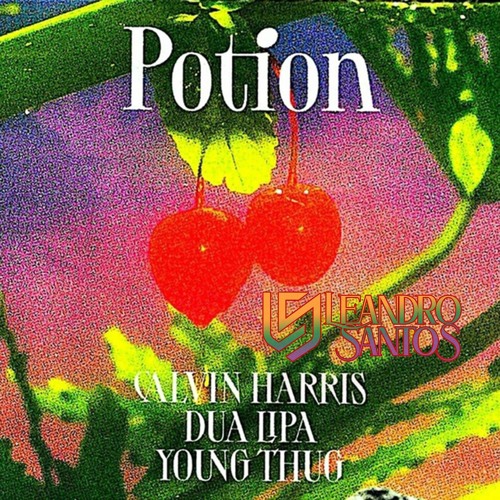 Potion
LEANDRO
SANTOS
CALVIN HARRIS
DUA LIPA
YOUNG THUG